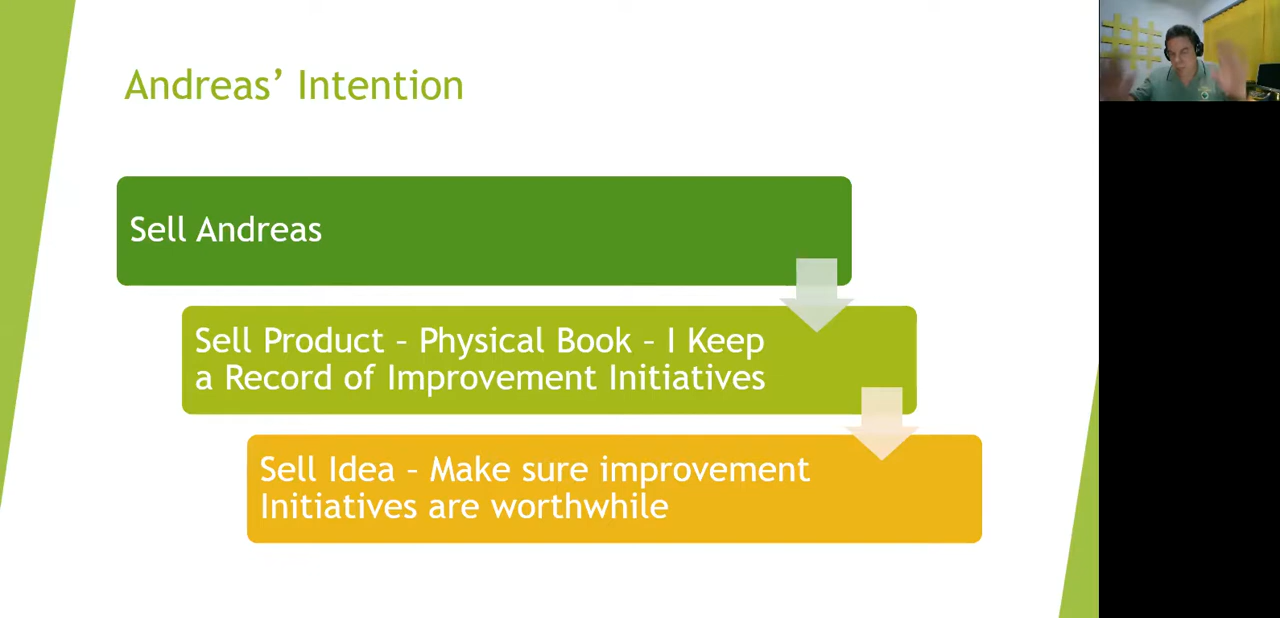 Andreas’ Intention
Sell Andreas
Sell Product – Physical Book – I Keep
a Record of Improvement Initiatives
Sell Idea – Make sure improvement
Initiatives are worthwhile